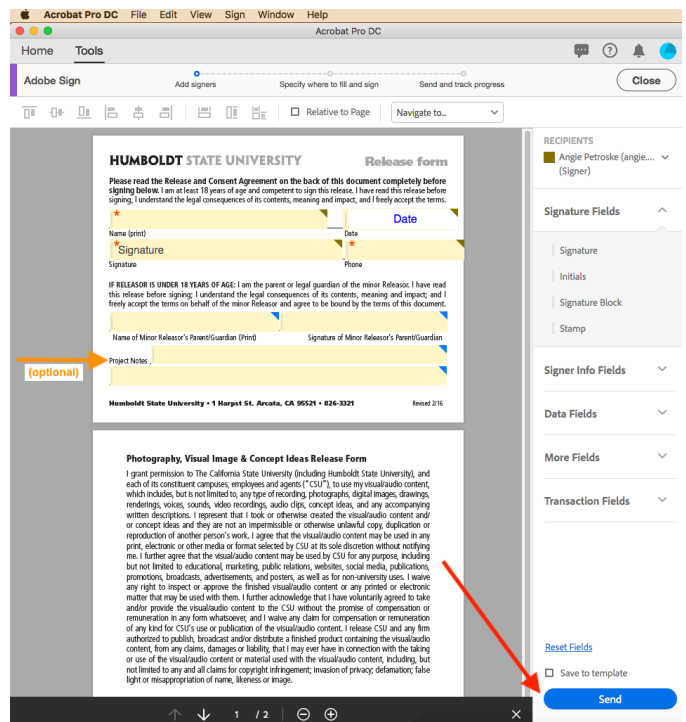 Acrobat Pro DC File Edit View Sign Window Help
Acrobat Pro DC
Home Tools
Adobe Sign
Add signers
Specify where to fill and sign
Send and track progress
Close
Relative to Page
Navigate to...
HUMBOLDT STATE UNIVERSITY Release form
Please read the Release and Consent Agreement on the back of this document completely before
signing below. I am at least 18 years of age and competent to sign this release. I have read this release before
signing, I understand the legal consequences of its contents, meaning and impact, and I freely accept the terms.
* Date
Name (print) Date
*Signature *
Signature Phone
IF RELEASOR IS UNDER 18 YEARS OF AGE: I am the parent or legal guardian of the minor Releasor. I have read
this release before signing; I understand the legal consequences of its contents, meaning and impact; and I
freely accept the terms on behalf of the minor Releasor and agree to be bound by the terms of this document.
Name of Minor Releasor's Parent/Guardian (Print) Signature of Minor Releasor's Parent/Guardian
Project Notes
(optional)
Humboldt State University • 1 Harpst St. Arcata, CA 95521 • 826-3321 Revised 2/16
Photography, Visual Image & Concept Ideas Release Form
I grant permission to The California State University (including Humboldt State University), and
each of its constituent campuses, employees and agents ("CSU"), to use my visual/audio content,
which includes, but is not limited to, any type of recording, photographs, digital images, drawings,
renderings, voices, sounds, video recordings, audio clips, concept ideas, and any accompanying
written descriptions. I represent that I took or otherwise created the visual/audio content and/
or concept ideas and they are not an impermissible or otherwise unlawful copy, duplication or
reproduction of another person's work. I agree that the visual/audio content may be used in any
print, electronic or other media or format selected by CSU at its sole discretion without notifying
me. I further agree that the visual/audio content may be used by CSU for any purpose, including
but not limited to educational, marketing, public relations, websites, social media, publications,
promotions, broadcasts, advertisements, and posters, as well as for non-university uses. I waive
any right to inspect or approve the finished visual/audio content or any printed or electronic
matter that may be used with them. I further acknowledge that I have voluntarily agreed to take
and/or provide the visual/audio content to the CSU without the promise of compensation or
remuneration in any form whatsoever, and I waive any claim for compensation or remuneration
of any kind for CSU's use or publication of the visual/audio content. I release CSU and any firm
authorized to publish, broadcast and/or distribute a finished product containing the visual/audio
content, from any claims, damages or liability, that I may ever have in connection with the taking
or use of the visual/audio content or material used with the visual/audio content, including, but
not limited to any and all claims for copyright infringement; invasion of privacy; defamation; false
light or misappropriation of name, likeness or image.
1 / 2
RECIPIENTS
Angie Petroske (angie....
(Signer)
Signature Fields
Signature
Initials
Signature Block
Stamp
Signer Info Fields
Data Fields
More Fields
Transaction Fields
Reset Fields
Save to template
Send